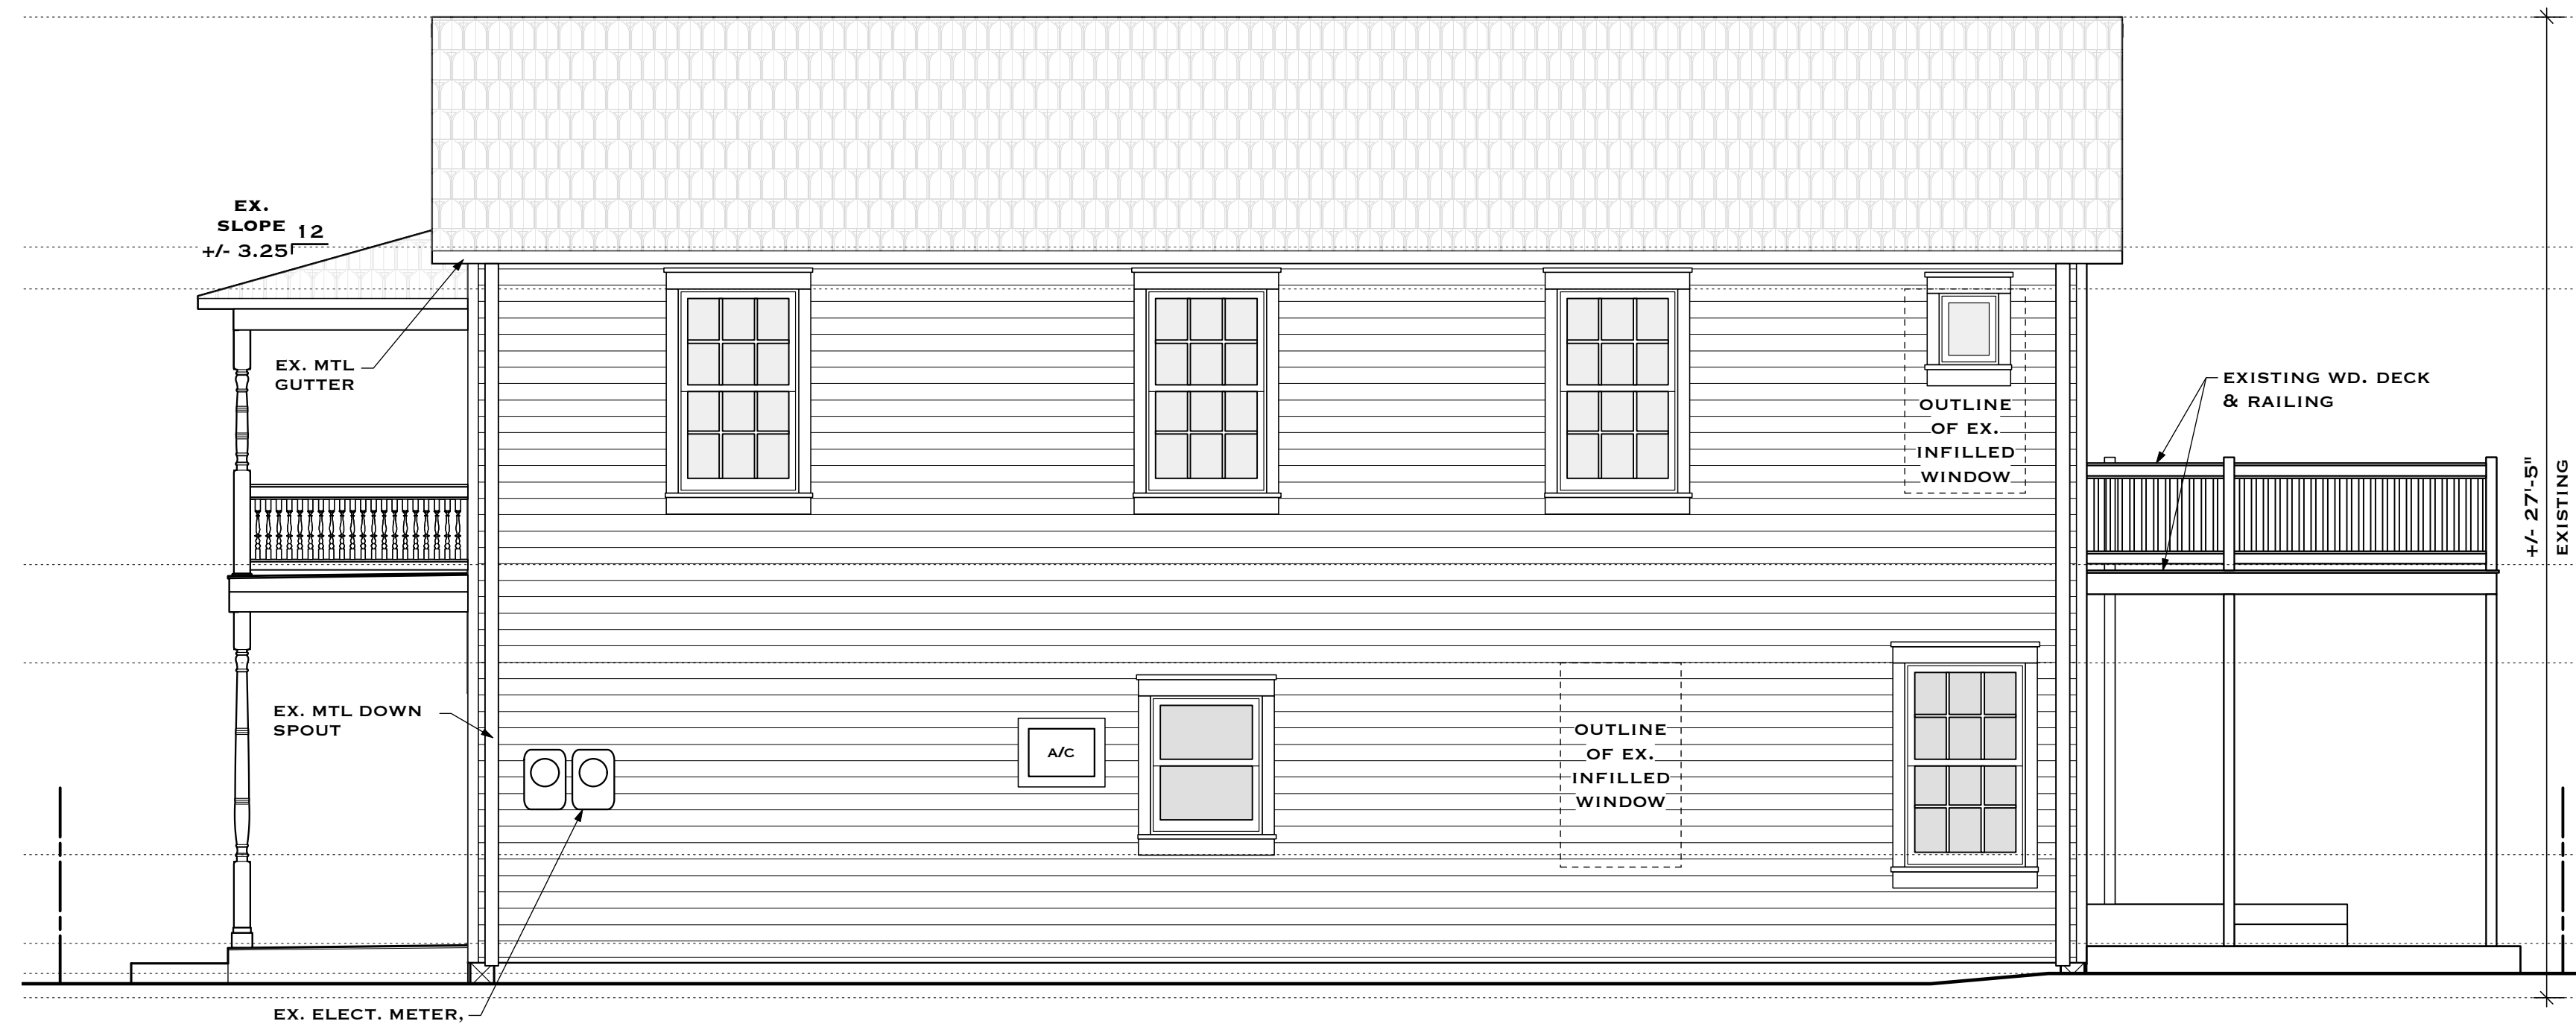 EX.
SLOPE
12
+/- 3.25
EX. MTL
GUTTER
OUTLINE
OF EX.
INFILLED
WINDOW
EXISTING WD. DECK
& RAILING
+/- 27'-5"
EXISTING
EX. MTL DOWN
SPOUT
A/C
OUTLINE
OF EX.
INFILLED
WINDOW
EX. ELECT. METER,